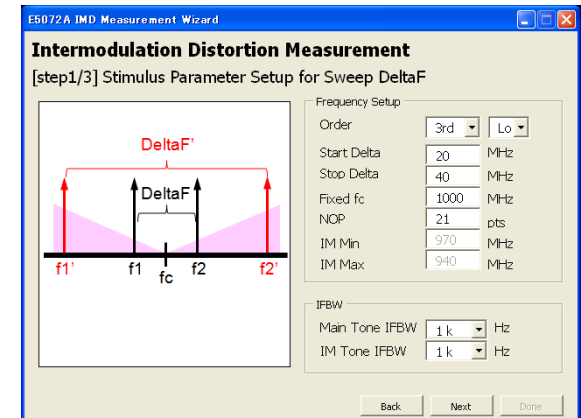 E5072A IMD Measurement Wizard
Intermodulation Distortion Measurement
[step1/3] Stimulus Parameter Setup for Sweep DeltaF
DeltaF'
DeltaF
f1' f1 fc f2 f2'
Frequency Setup
Order 3rd Lo
Start Delta 20 MHz
Stop Delta 40 MHz
Fixed fc 1000 MHz
NOP 21 pts
IM Min 970 MHz
IM Max 940 MHz
IFBW
Main Tone IFBW 1 k Hz
IM Tone IFBW 1 k Hz
Back Next Done